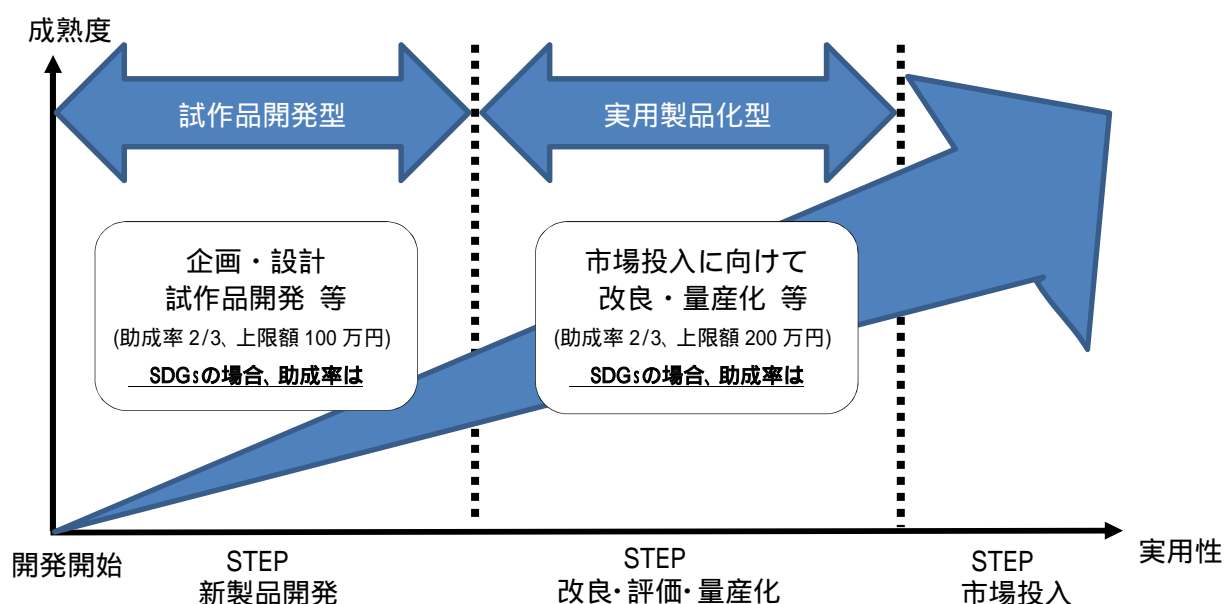 成熟度
試作品開発型
実用製品化型
企画・設計
試作品開発 等
(助成率 2/3、上限額 100 万円)
SDGsの場合、助成率は
市場投入に向けて
改良・量産化 等
(助成率 2/3、上限額 200 万円)
SDGsの場合、助成率は
開発開始
STEP
新製品開発
STEP
改良・評価・量産化
STEP
市場投入
実用性